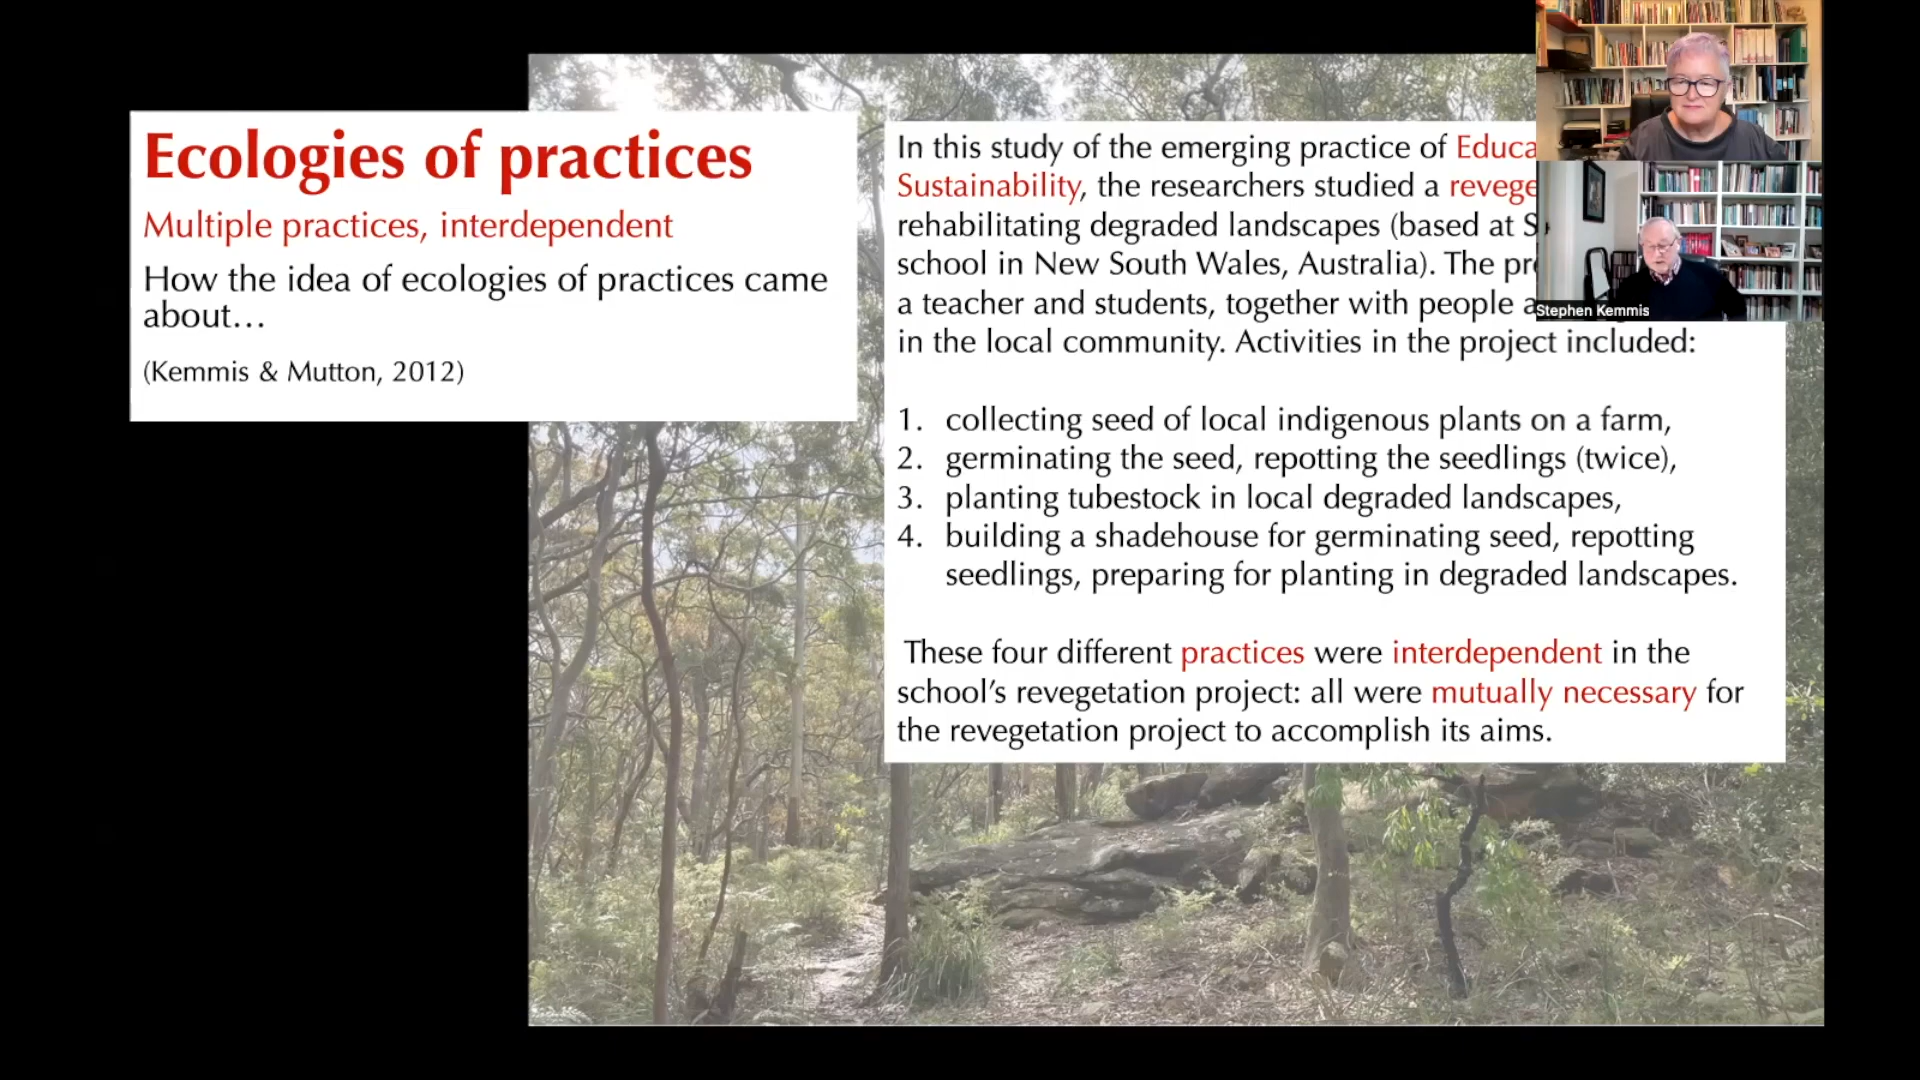 Ecologies of practices
Multiple practices, interdependent
How the idea of ecologies of practices came
about…
(Kemmis & Mutton, 2012)
In this study of the emerging practice of Educa
Sustainability, the researchers studied a revege
rehabilitating degraded landscapes (based at S
school in New South Wales, Australia). The pr
a teacher and students, together with people a
in the local community. Activities in the project included:
1. collecting seed of local indigenous plants on a farm,
2. germinating the seed, repotting the seedlings (twice),
3. planting tubestock in local degraded landscapes,
4. building a shadehouse for germinating seed, repotting
seedlings, preparing for planting in degraded landscapes.
These four different practices were interdependent in the
school’s revegetation project: all were mutually necessary for
the revegetation project to accomplish its aims.
Stephen Kemmis